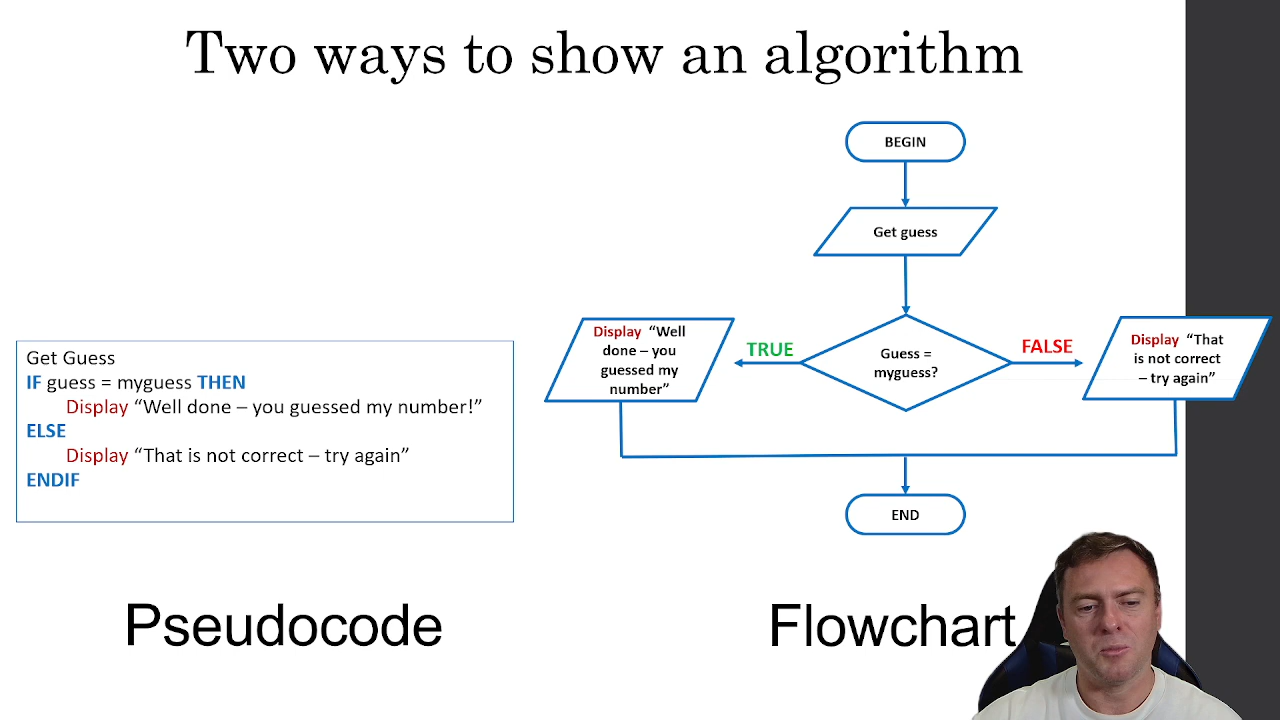 Two ways to show an algorithm
BEGIN
Get guess
Display “Well
done – you
guessed my
number”
TRUE
Guess =
myguess?
FALSE
Display “That
is not correct
– try again”
END
Get Guess
IF guess = myguess THEN
Display “Well done – you guessed my number!”
ELSE
Display “That is not correct – try again”
ENDIF
Pseudocode
Flowchart